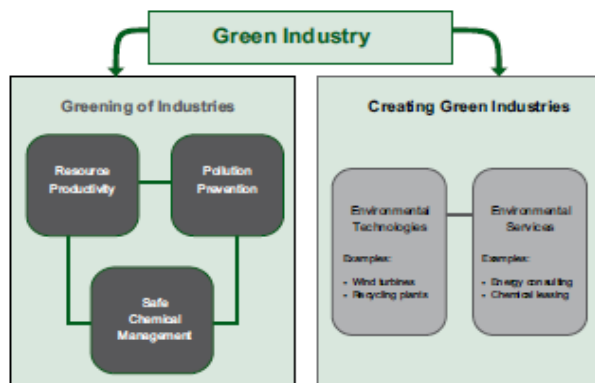 Green Industry
Greening of Industries
Resource
Productivity
Pollution
Prevention
Safe
Chemical
Management
Creating Green Industries
Environmental
Technologies
Examples:
- Wind turbines
- Recycling plants
Environmental
Services
Examples:
- Energy consulting
- Chemical leasing